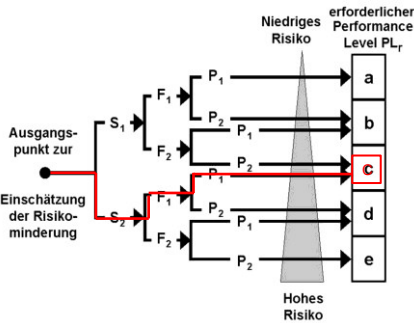 erforderlicher
Performance
Level PLr
Niedriges
Risiko
P1
a
F1
S1
P2
P1
b
Ausgangs-
punkt zur
F2
P2
P1
c
Einschätzung
der Risiko-
minderung
S2
F1
P2
P1
d
F2
P2
e
Hohes
Risiko